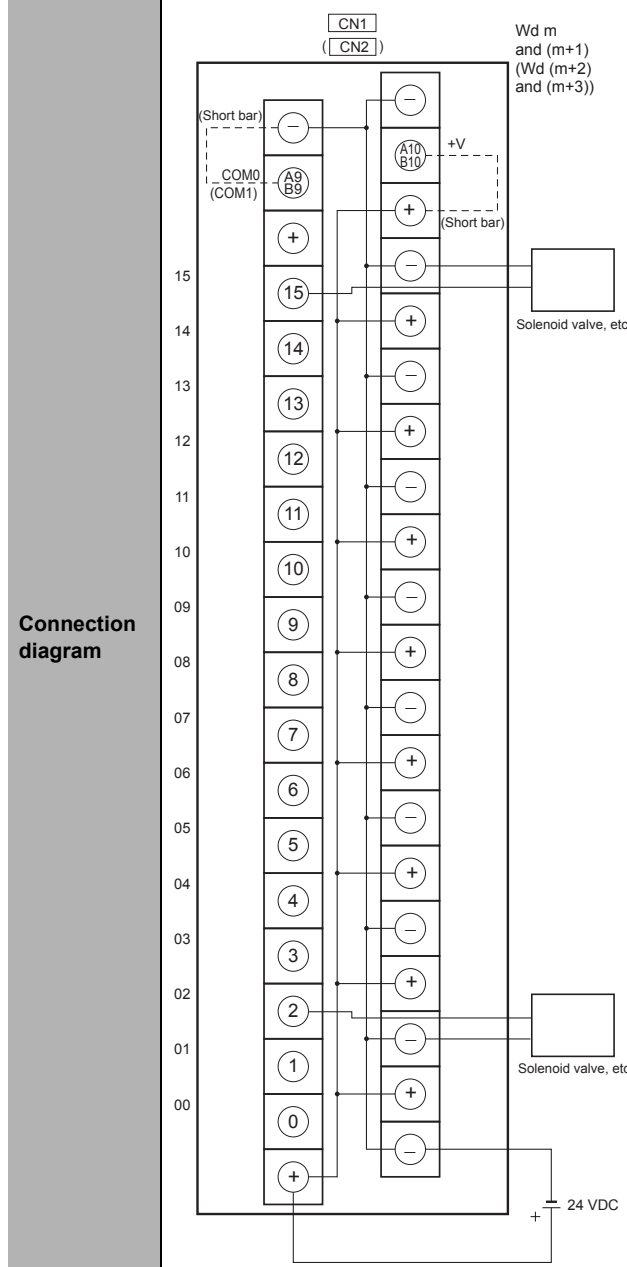 CN1
( CN2 )
Wd m
and (m+1)
(Wd (m+2)
and (m+3))
(Short bar)
−
−
COM0
(COM1)
A9
B9
A10
B10
+V
+
+
(Short bar)
15
15
−
Solenoid valve, etc
14
14
+
13
13
−
12
12
+
11
11
−
10
10
+
09
9
−
08
8
+
07
7
−
06
6
+
05
5
−
04
4
+
03
3
−
02
2
+
01
1
−
Solenoid valve, etc
00
0
+
+
−
+
24 VDC
Connection
diagram